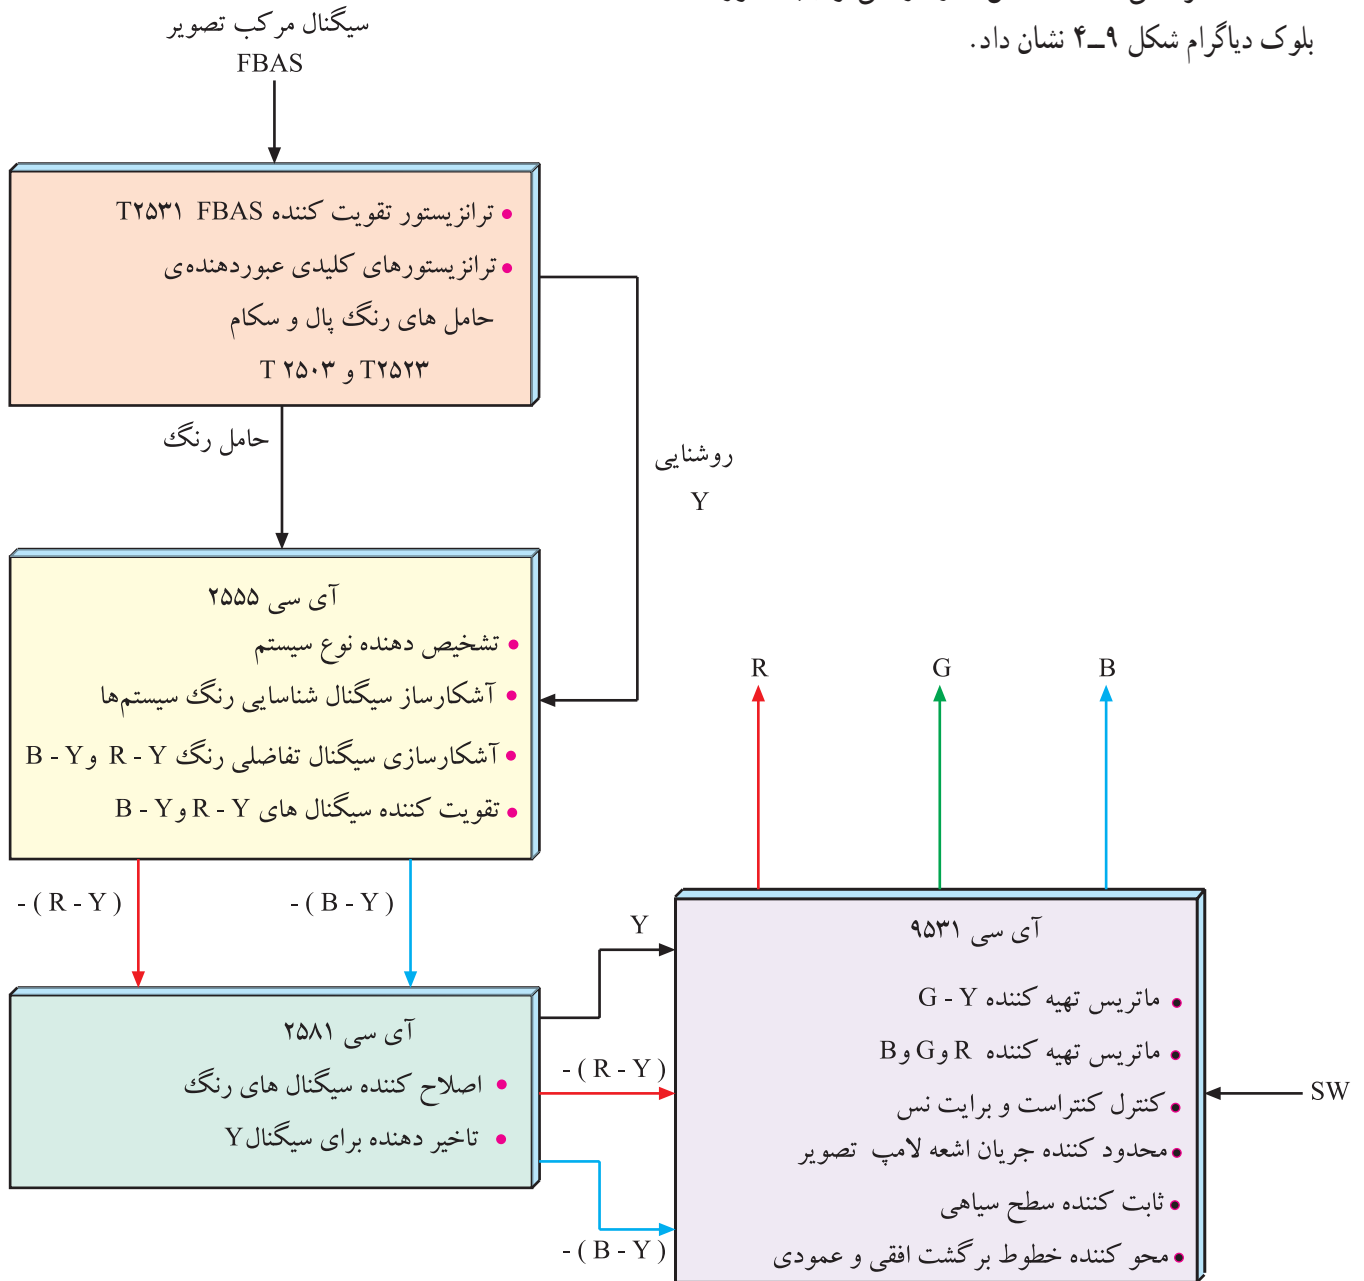 بلوک دیاگرام شکل ۹ــ۴ نشان داد.
سیگنال مرکب تصویر
FBAS
• ترانزیستور تقویت کننده T۲۵۳۱ FBAS
• ترانزیستورهای کلیدی عبوردهنده‌ی
حامل های رنگ پال و سکام
T۲۵۲۳ و T ۲۵۰۳
حامل رنگ
روشنایی
Y
آی سی ۲۵۵۵
• تشخیص دهنده نوع سیستم
• آشکارساز سیگنال شناسایی رنگ سیستم‌ها
• آشکارسازی سیگنال تفاضلی رنگ R - Y و B - Y
• تقویت کننده سیگنال های R - Y و B - Y
- ( R - Y )
- ( B - Y )
آی سی ۲۵۸۱
• اصلاح کننده سیگنال های رنگ
• تاخیر دهنده برای سیگنال Y
Y
- ( R - Y )
- ( B - Y )
R
G
B
آی سی ۹۵۳۱
• ماتریس تهیه کننده G - Y
• ماتریس تهیه کننده R و G و B
• کنترل کنتراست و برایت نس
• محدود کننده جریان اشعه لامپ تصویر
• ثابت کننده سطح سیاهی
• محو کننده خطوط برگشت افقی و عمودی
SW